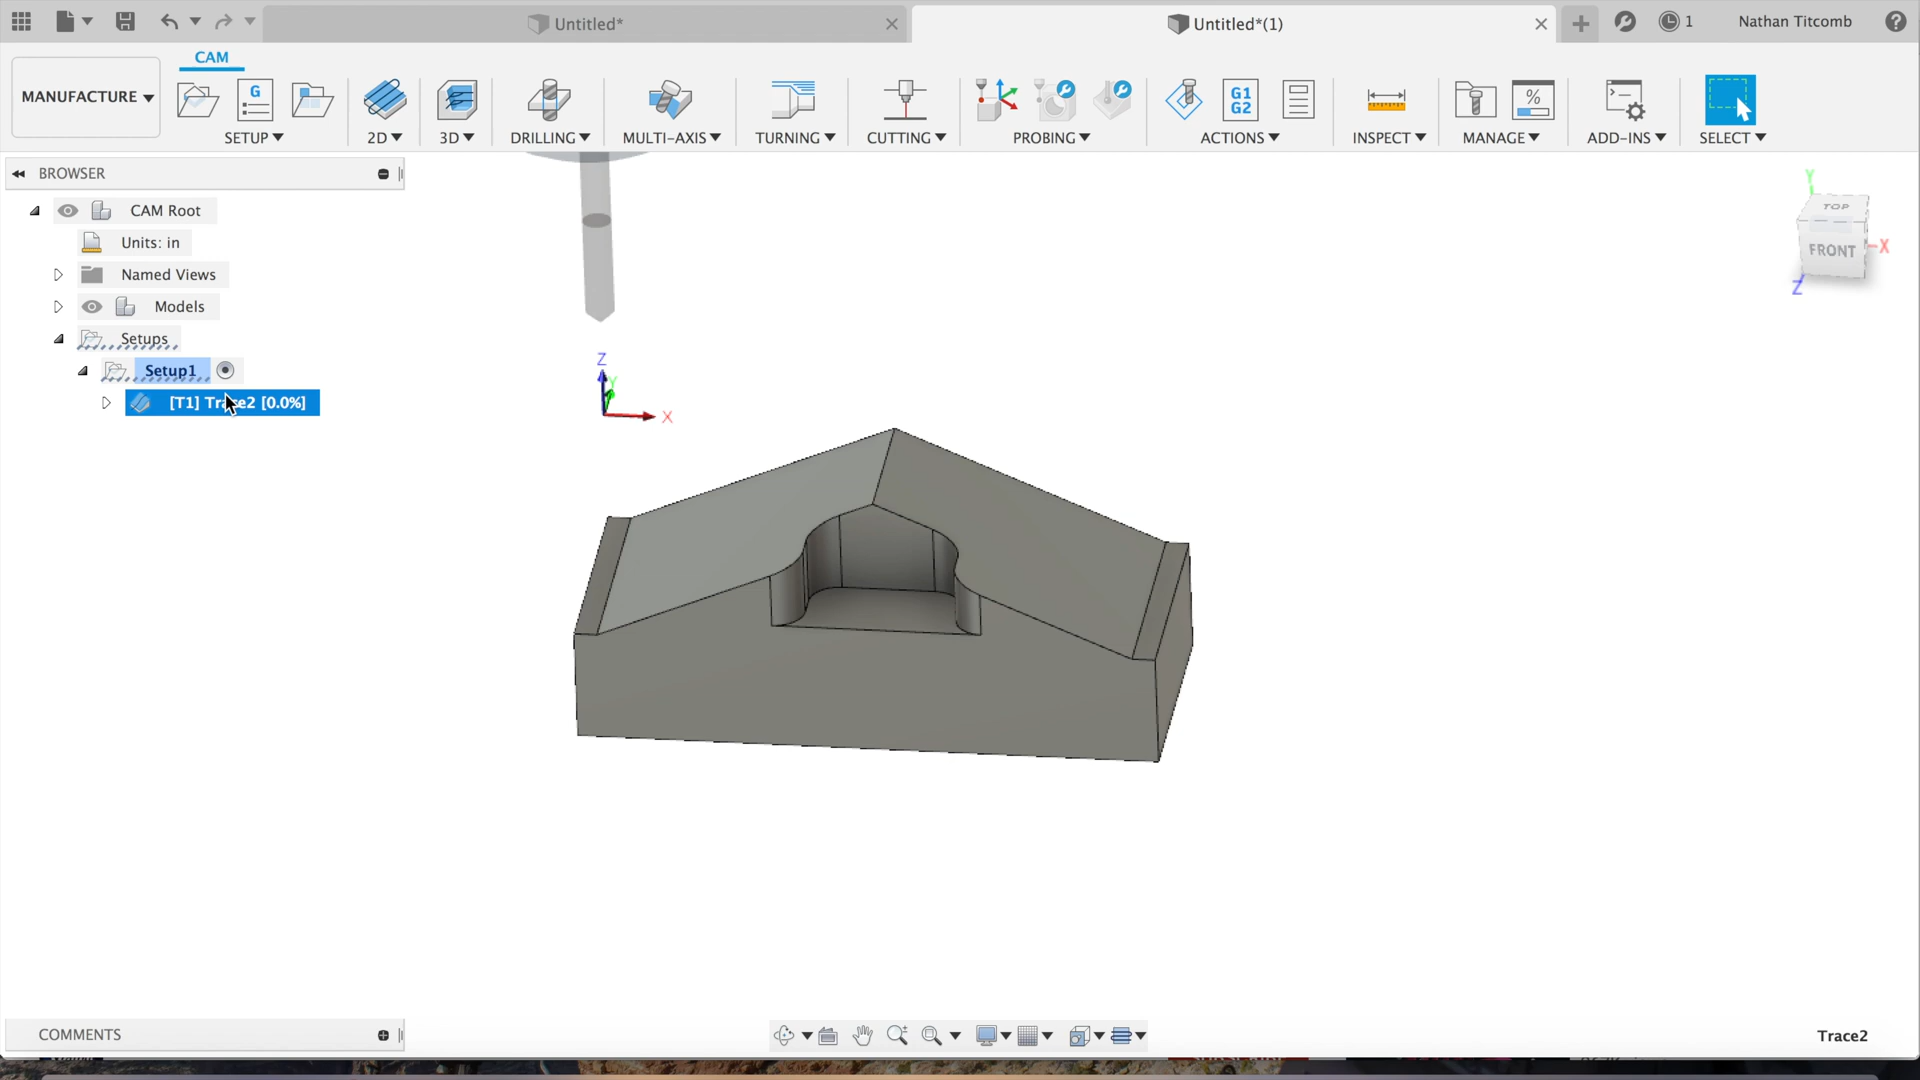 Untitled*
Untitled*(1)
1
Nathan Titcomb
CAM
MANUFACTURE
G
G1
G2
%
SETUP
2D
3D
DRILLING
MULTI-AXIS
TURNING
CUTTING
PROBING
ACTIONS
INSPECT
MANAGE
ADD-INS
SELECT
BROWSER
CAM Root
Units: in
Named Views
Models
Setups
Setup1
[T1] Trace2 [0.0%]
Z
Y
X
Y
TOP
FRONT
X
Z
COMMENTS
Trace2